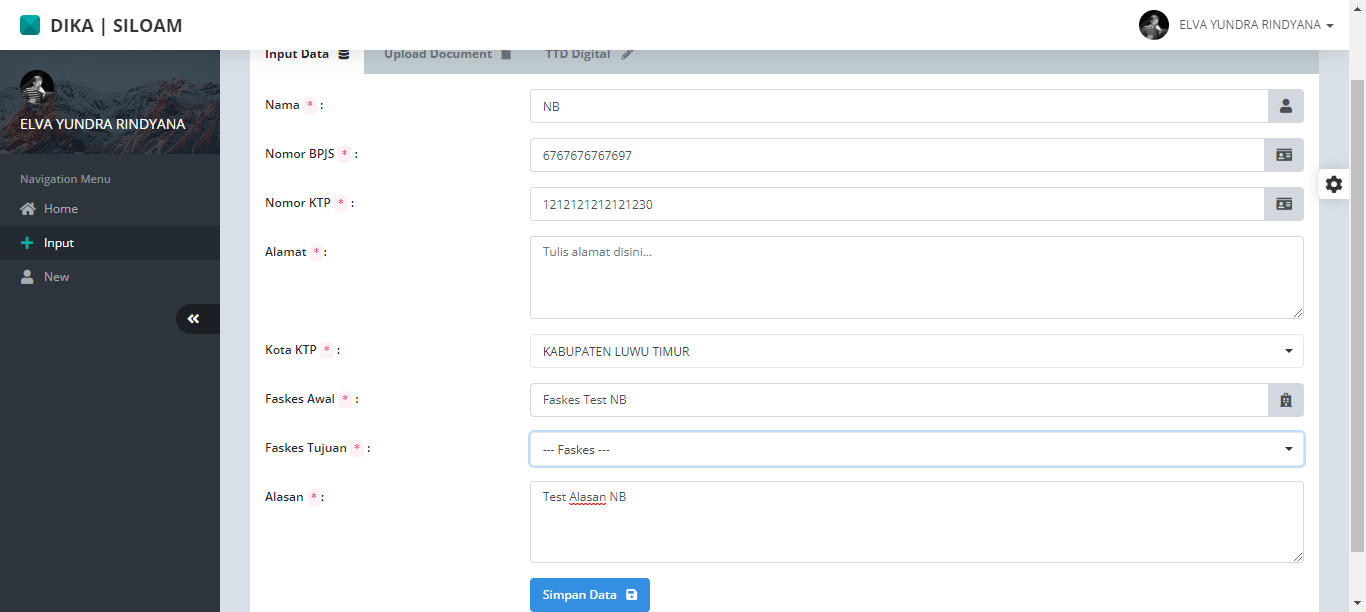 DIKA | SILOAM
ELVA YUNDRA RINDYANA
ELVA YUNDRA RINDYANA
Navigation Menu
Home
Input
New
Input Data
Upload Document
TTD Digital
Nama * :
NB
Nomor BPJS * :
6767676767697
Nomor KTP * :
1212121212121230
Alamat * :
Tulis alamat disini...
Kota KTP * :
KABUPATEN LUWU TIMUR
Faskes Awal * :
Faskes Test NB
Faskes Tujuan * :
--- Faskes ---
Alasan * :
Test Alasan NB
Simpan Data